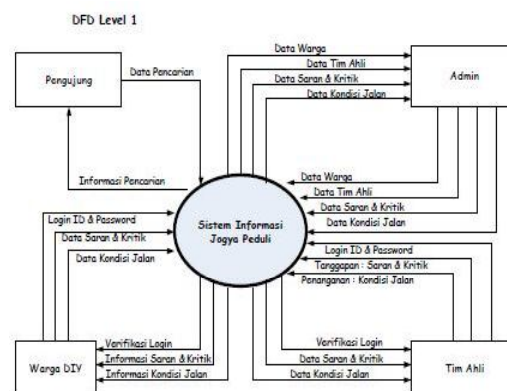 DFD Level 1
Data Warga
Data Tim Ahli
Data Saran & Kritik
Data Kondisi Jalan
Pengujung
Data Pencarian
Admin
Informasi Pencarian
Data Warga
Data Tim Ahli
Data Saran & Kritik
Data Kondisi Jalan
Login ID & Password
Data Saran & Kritik
Data Kondisi Jalan
Sistem Informasi
Jogya Peduli
Login ID & Password
Tanggapan : Saran & Kritik
Penanganan : Kondisi Jalan
Verifikasi Login
Informasi Saran & Kritik
Informasi Kondisi Jalan
Warga DIY
Verifikasi Login
Data Saran & Kritik
Data Kondisi Jalan
Tim Ahli